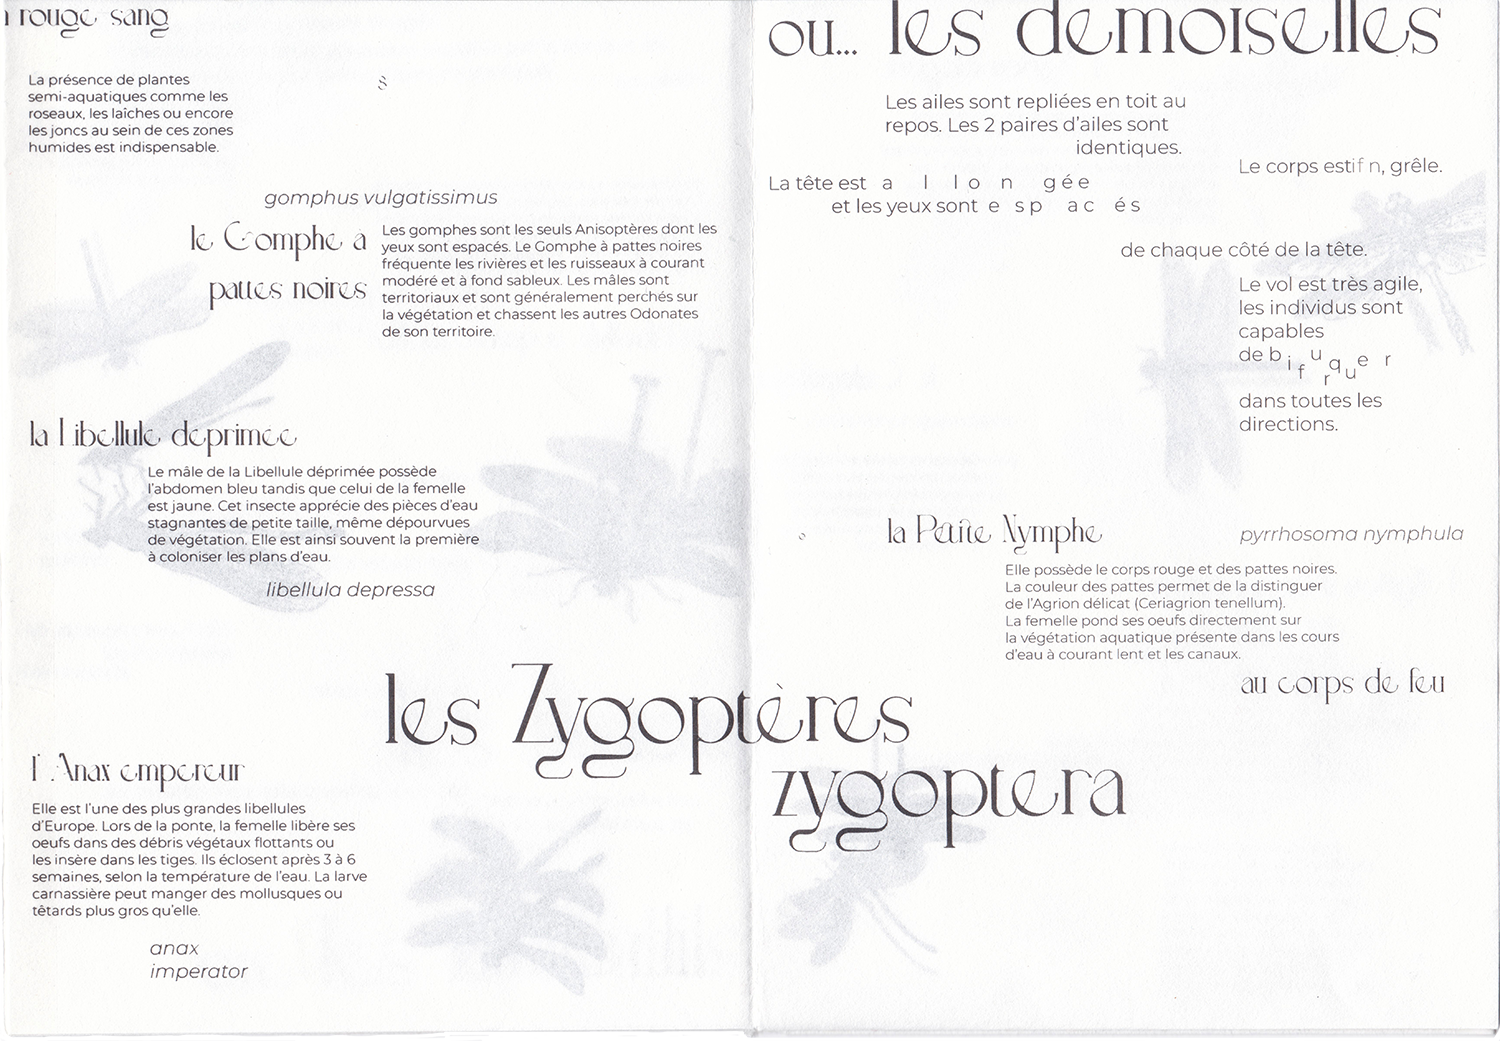 rouge sang
La présence de plantes
semi-aquatiques comme les
roseaux, les laîches ou encore
les joncs au sein de ces zones
humides est indispensable.
gomphus vulgatissimus
le Gomphe à
pattes noires
Les gomphes sont les seuls Anisoptères dont les
yeux sont espacés. Le Gomphe à pattes noires
fréquente les rivières et les ruisseaux à courant
modéré et à fond sableux. Les mâles sont
territoriaux et sont généralement perchés sur
la végétation et chassent les autres Odonates
de son territoire.
la Libellule déprimée
Le mâle de la Libellule déprimée possède
l'abdomen bleu tandis que celui de la femelle
est jaune. Cet insecte apprécie des pièces d'eau
stagnantes de petite taille, même dépourvues
de végétation. Elle est ainsi souvent la première
à coloniser les plans d'eau.
libellula depressa
l'Anax empereur
Elle est l'une des plus grandes libellules
d'Europe. Lors de la ponte, la femelle libère ses
oeufs dans des débris végétaux flottants ou
les insère dans les tiges. Ils éclosent après 3 à 6
semaines, selon la température de l'eau. La larve
carnassière peut manger des mollusques ou
têtards plus gros qu'elle.
anax
imperator
les Zygoptères
zygoptera
ou... les demoiselles
Les ailes sont repliées en toit au
repos. Les 2 paires d'ailes sont
identiques.
Le corps estif n, grêle.
La tête est a l lo n gée
et les yeux sont e sp ac és
de chaque côté de la tête.
Le vol est très agile,
les individus sont
capables
de bifurquer
dans toutes les
directions.
la Petite Nymphe
pyrrhosoma nymphula
Elle possède le corps rouge et des pattes noires.
La couleur des pattes permet de la distinguer
de l'Agrion délicat (Ceriagrion tenellum).
La femelle pond ses oeufs directement sur
la végétation aquatique présente dans les cours
d'eau à courant lent et les canaux.
au corps de feu